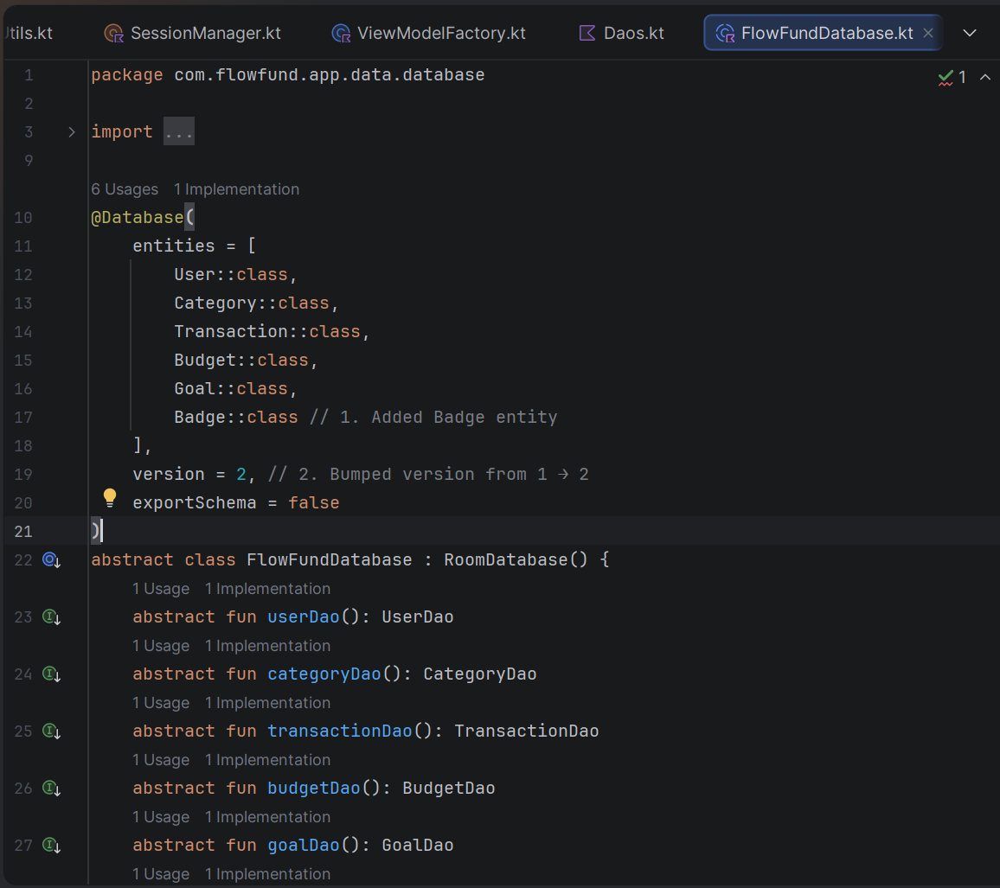 tils.kt SessionManager.kt ViewModelFactory.kt Daos.kt FlowFundDatabase.kt
1 package com.flowfund.app.data.database 1
2
3 import ...
9
6 Usages 1 Implementation
10 @Database(
11 entities = [
12 User::class,
13 Category::class,
14 Transaction::class,
15 Budget::class,
16 Goal::class,
17 Badge::class // 1. Added Badge entity
18 ],
19 version = 2, // 2. Bumped version from 1 → 2
20 exportSchema = false
21 )
22 abstract class FlowFundDatabase : RoomDatabase() {
1 Usage 1 Implementation
23 abstract fun userDao(): UserDao
1 Usage 1 Implementation
24 abstract fun categoryDao(): CategoryDao
1 Usage 1 Implementation
25 abstract fun transactionDao(): TransactionDao
1 Usage 1 Implementation
26 abstract fun budgetDao(): BudgetDao
1 Usage 1 Implementation
27 abstract fun goalDao(): GoalDao
1 Usage 1 Implementation